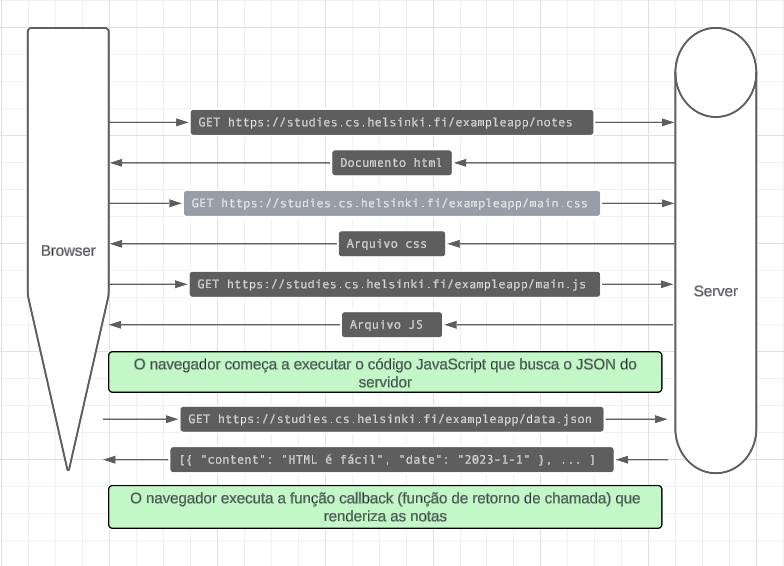 GET https://studies.cs.helsinki.fi/exampleapp/notes
Documento html
GET https://studies.cs.helsinki.fi/exampleapp/main.css
Arquivo css
Browser
GET https://studies.cs.helsinki.fi/exampleapp/main.js
Server
Arquivo JS
O navegador começa a executar o código JavaScript que busca o JSON do
servidor
GET https://studies.cs.helsinki.fi/exampleapp/data.json
[{ "content": "HTML é fácil", "date": "2023-1-1" }, ... ]
O navegador executa a função callback (função de retorno de chamada) que
renderiza as notas